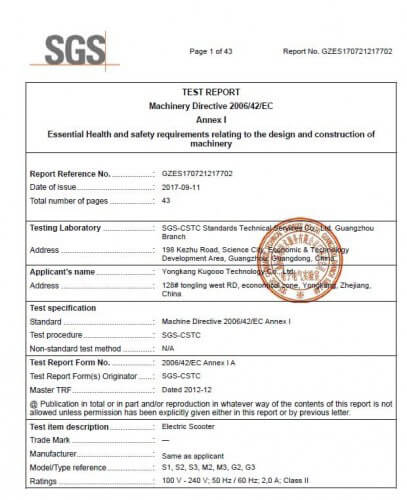 SGS
Page 1 of 43
Report No. GZES170721217702
TEST REPORT
Machinery Directive 2006/42/EC
Annex I
Essential Health and safety requirements relating to the design and construction of
machinery
Report Reference No. ..................: GZES170721217702
Date of issue..................: 2017-09-11
Total number of pages ..................: 43
Testing Laboratory ..................: SGS-CSTC Standards Technical Services Co., Ltd. Guangzhou
Branch
Address ..................: 198 Kezhu Road, Science City, Economic & Technology
Development Area, Guangzhou, Guangdong, China
Applicant's name ..................: Yongkang Kugooo Technology Co., Ltd.
Address ..................: 128# tongling west RD, economical zone, Yongkang, Zhejiang,
China
Test specification
Standard ..................: Machine Directive 2006/42/EC Annex I
Test procedure ..................: SGS-CSTC
Non-standard test method ..................: N/A
Test Report Form No. ..................: 2006/42/EC Annex I A
Test Report Form(s) Originator ......: SGS-CSTC
Master TRF..................: Dated 2012-12
@ Publication in total or in part and/or reproduction in whatever way of the contents of this report is not
allowed unless permission has been explicitly given either in this report or by previous letter.
Test item description ..................: Electric Scooter
Trade Mark ..................: —
Manufacturer..................: Same as applicant
Model/Type reference ..................: S1, S2, S3, M2, M3, G2, G3
Ratings ..................: 100 V - 240 V; 50 Hz / 60 Hz; 2,0 A; Class II